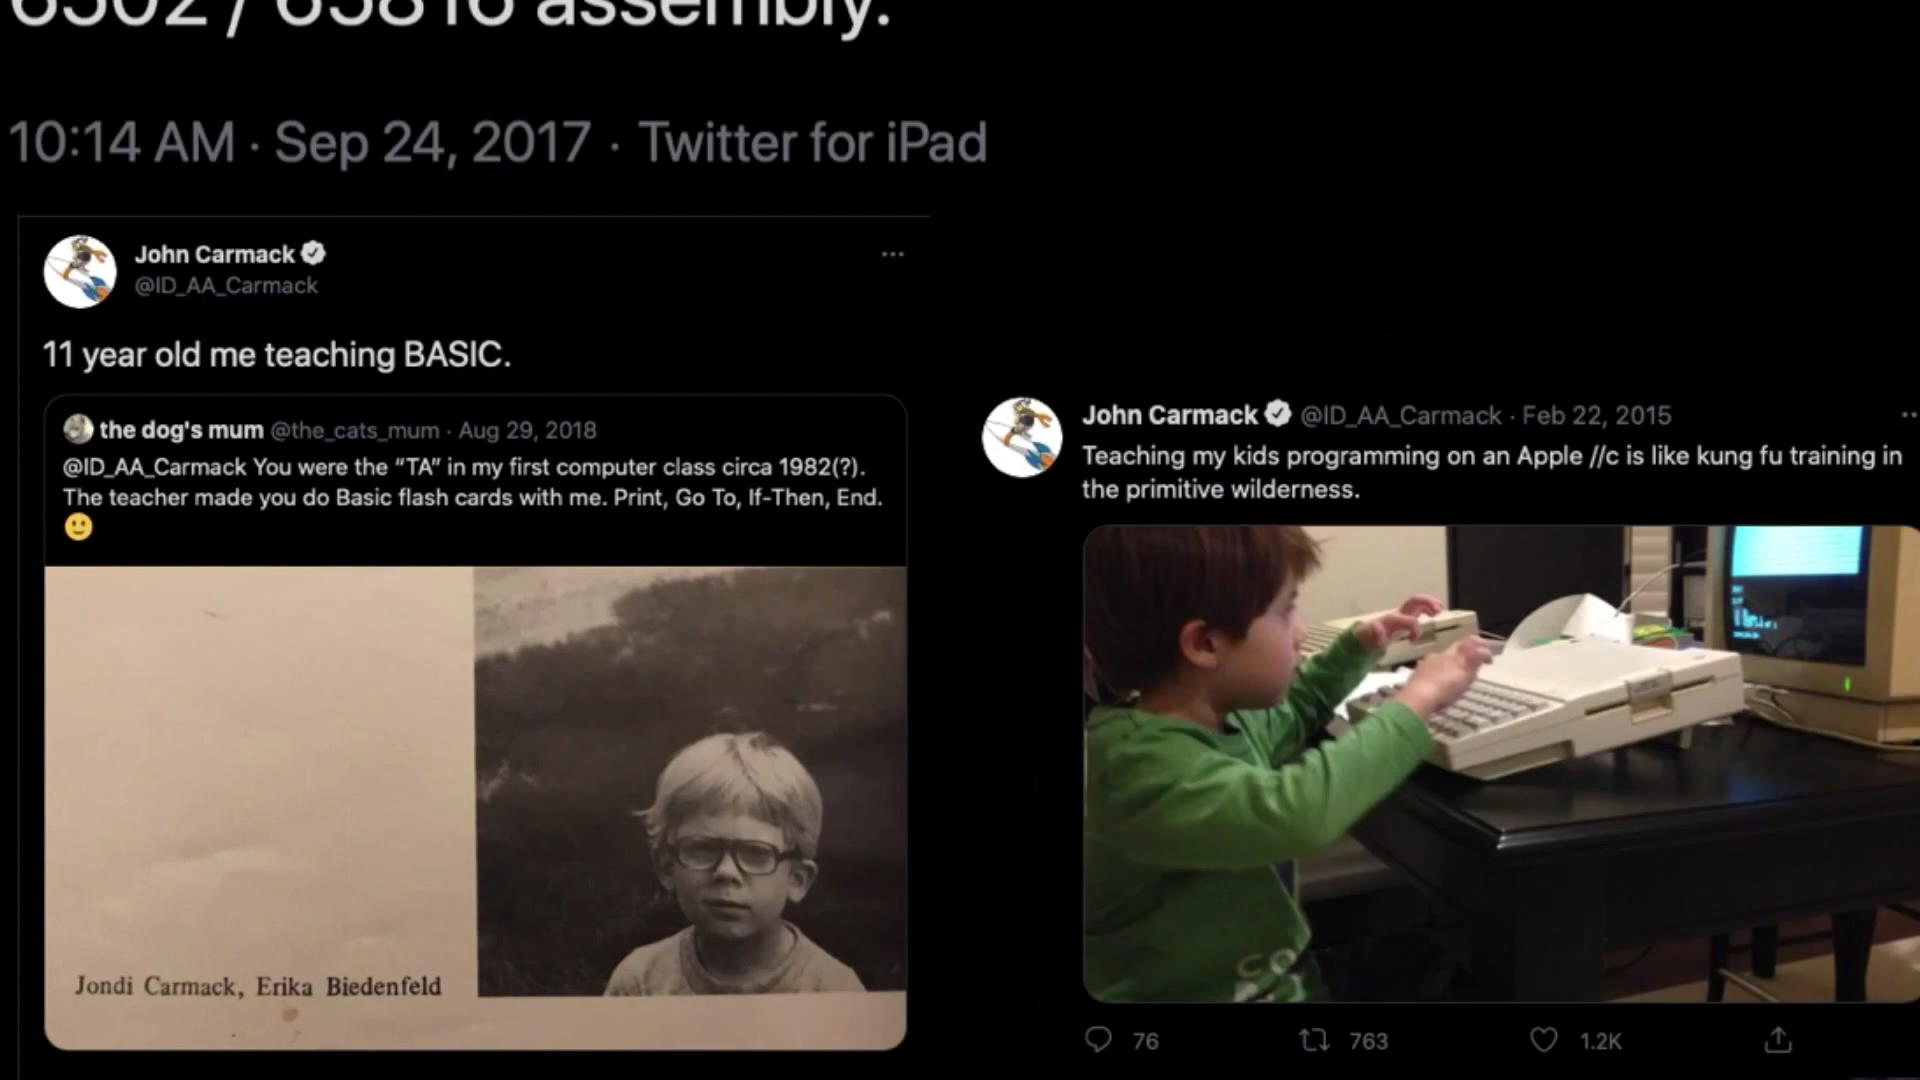 6502 / 65816 assembly.
10:14 AM · Sep 24, 2017 · Twitter for iPad
John Carmack
@ID_AA_Carmack
11 year old me teaching BASIC.
the dog's mum @the_cats_mum · Aug 29, 2018
@ID_AA_Carmack You were the “TA” in my first computer class circa 1982(?).
The teacher made you do Basic flash cards with me. Print, Go To, If-Then, End.
🙂
Jondi Carmack, Erika Biedenfeld
John Carmack @ID_AA_Carmack · Feb 22, 2015
Teaching my kids programming on an Apple //c is like kung fu training in
the primitive wilderness.
76 763 1.2K